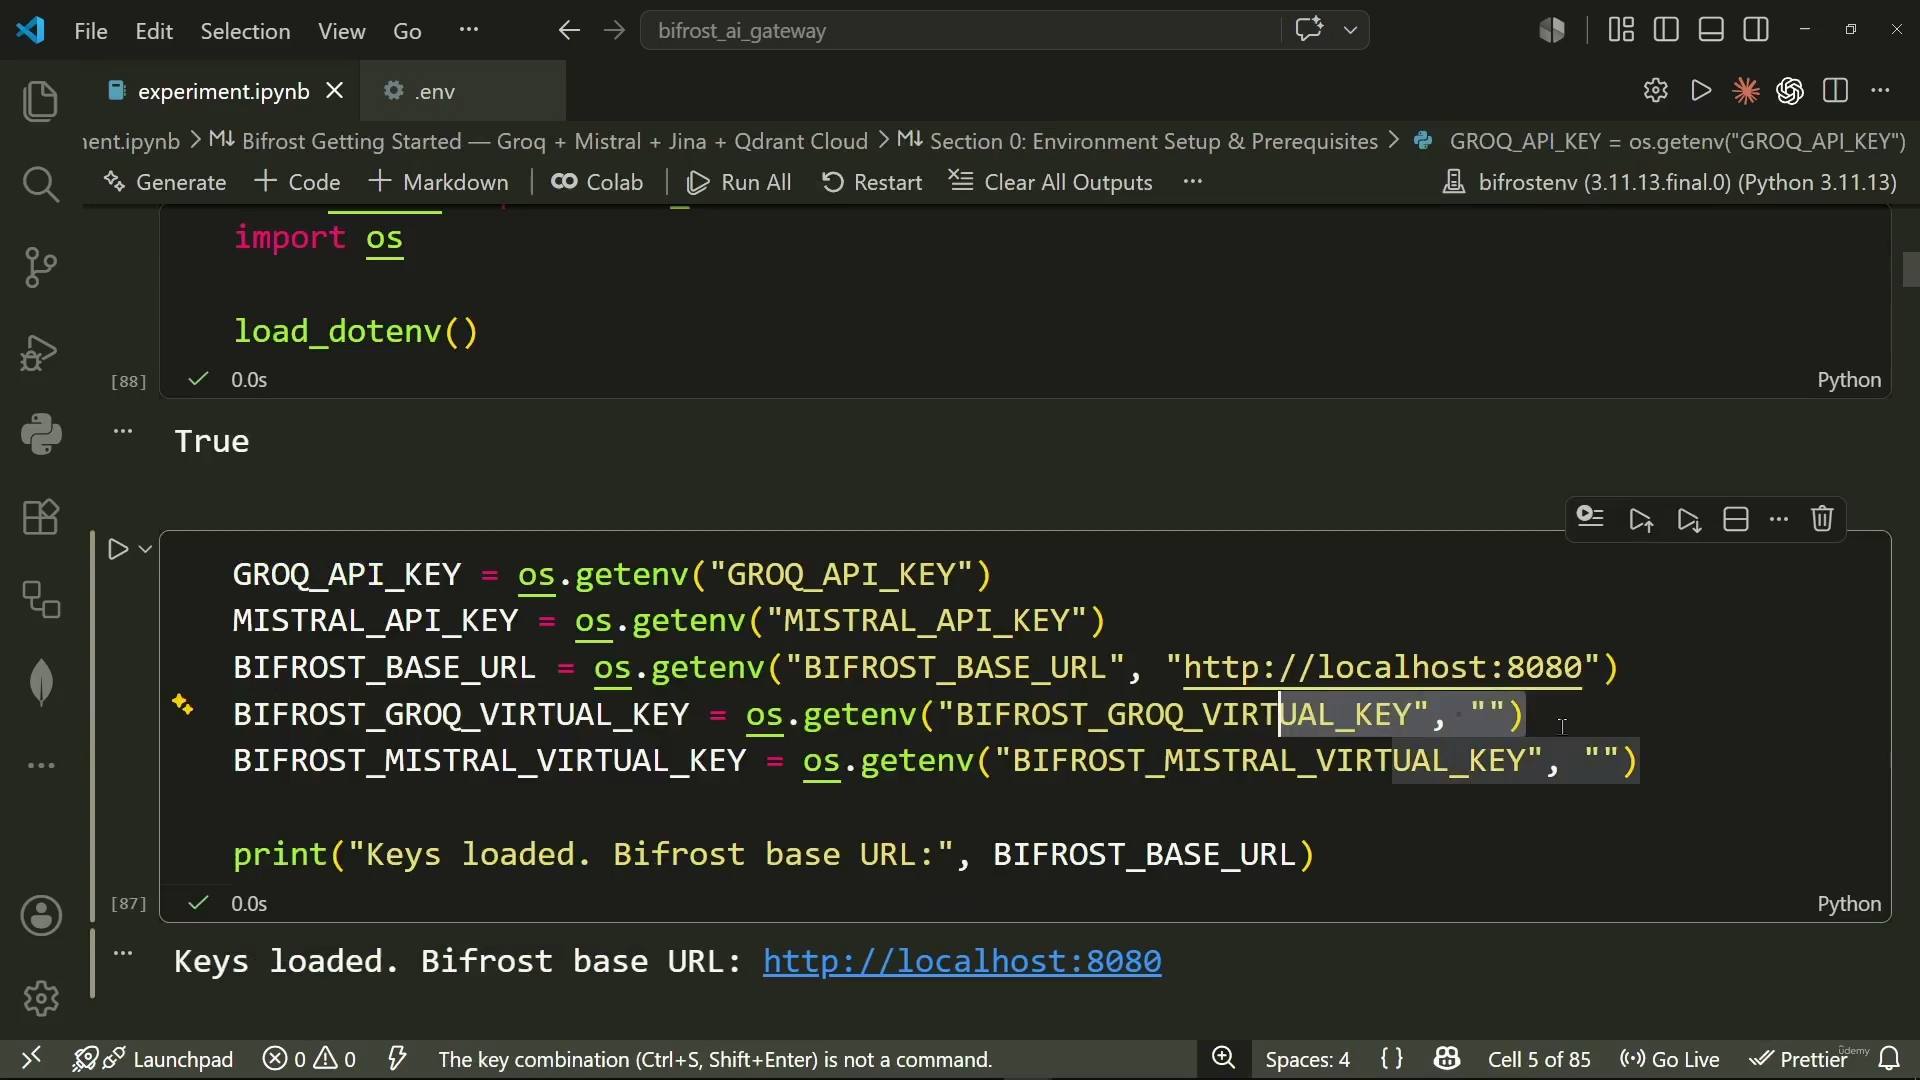 File Edit Selection View Go ···
bifrost_ai_gateway
experiment.ipynb
.env
nent.ipynb > M↓ Bifrost Getting Started — Groq + Mistral + Jina + Qdrant Cloud > M↓ Section 0: Environment Setup & Prerequisites > GROQ_API_KEY = os.getenv("GROQ_API_KEY")
Generate + Code + Markdown Colab Run All Restart Clear All Outputs ··· bifrostenv (3.11.13.final.0) (Python 3.11.13)
import os
load_dotenv()
[88] 0.0s Python
True
GROQ_API_KEY = os.getenv("GROQ_API_KEY")
MISTRAL_API_KEY = os.getenv("MISTRAL_API_KEY")
BIFROST_BASE_URL = os.getenv("BIFROST_BASE_URL", "http://localhost:8080")
BIFROST_GROQ_VIRTUAL_KEY = os.getenv("BIFROST_GROQ_VIRTUAL_KEY", "")
BIFROST_MISTRAL_VIRTUAL_KEY = os.getenv("BIFROST_MISTRAL_VIRTUAL_KEY", "")
print("Keys loaded. Bifrost base URL:", BIFROST_BASE_URL)
[87] 0.0s Python
Keys loaded. Bifrost base URL: http://localhost:8080
Launchpad 0 0 The key combination (Ctrl+S, Shift+Enter) is not a command. Spaces: 4 {} Cell 5 of 85 Go Live Prettier
ûdemy